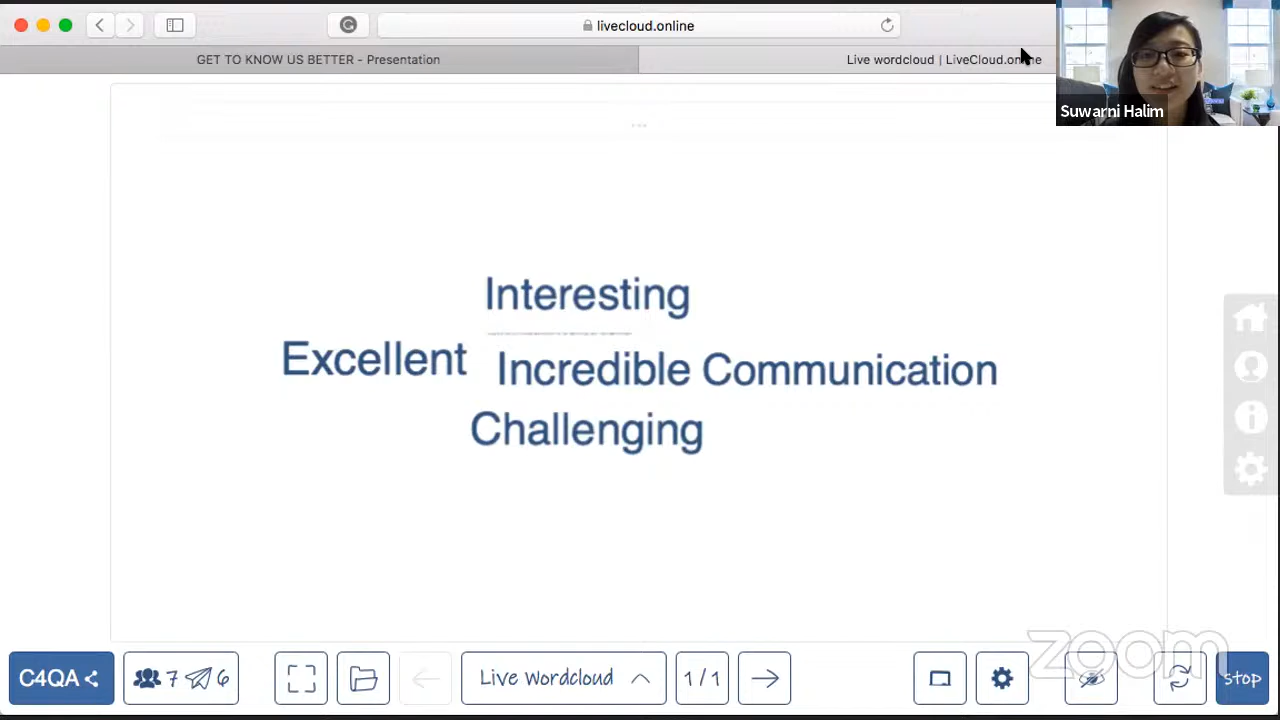 livecloud.online
GET TO KNOW US BETTER - Presentation
Live wordcloud | LiveCloud.online
Suwarni Halim
Interesting
Excellent
Incredible Communication
Challenging
C4QA
7
6
Live Wordcloud
1 / 1
stop
zoom